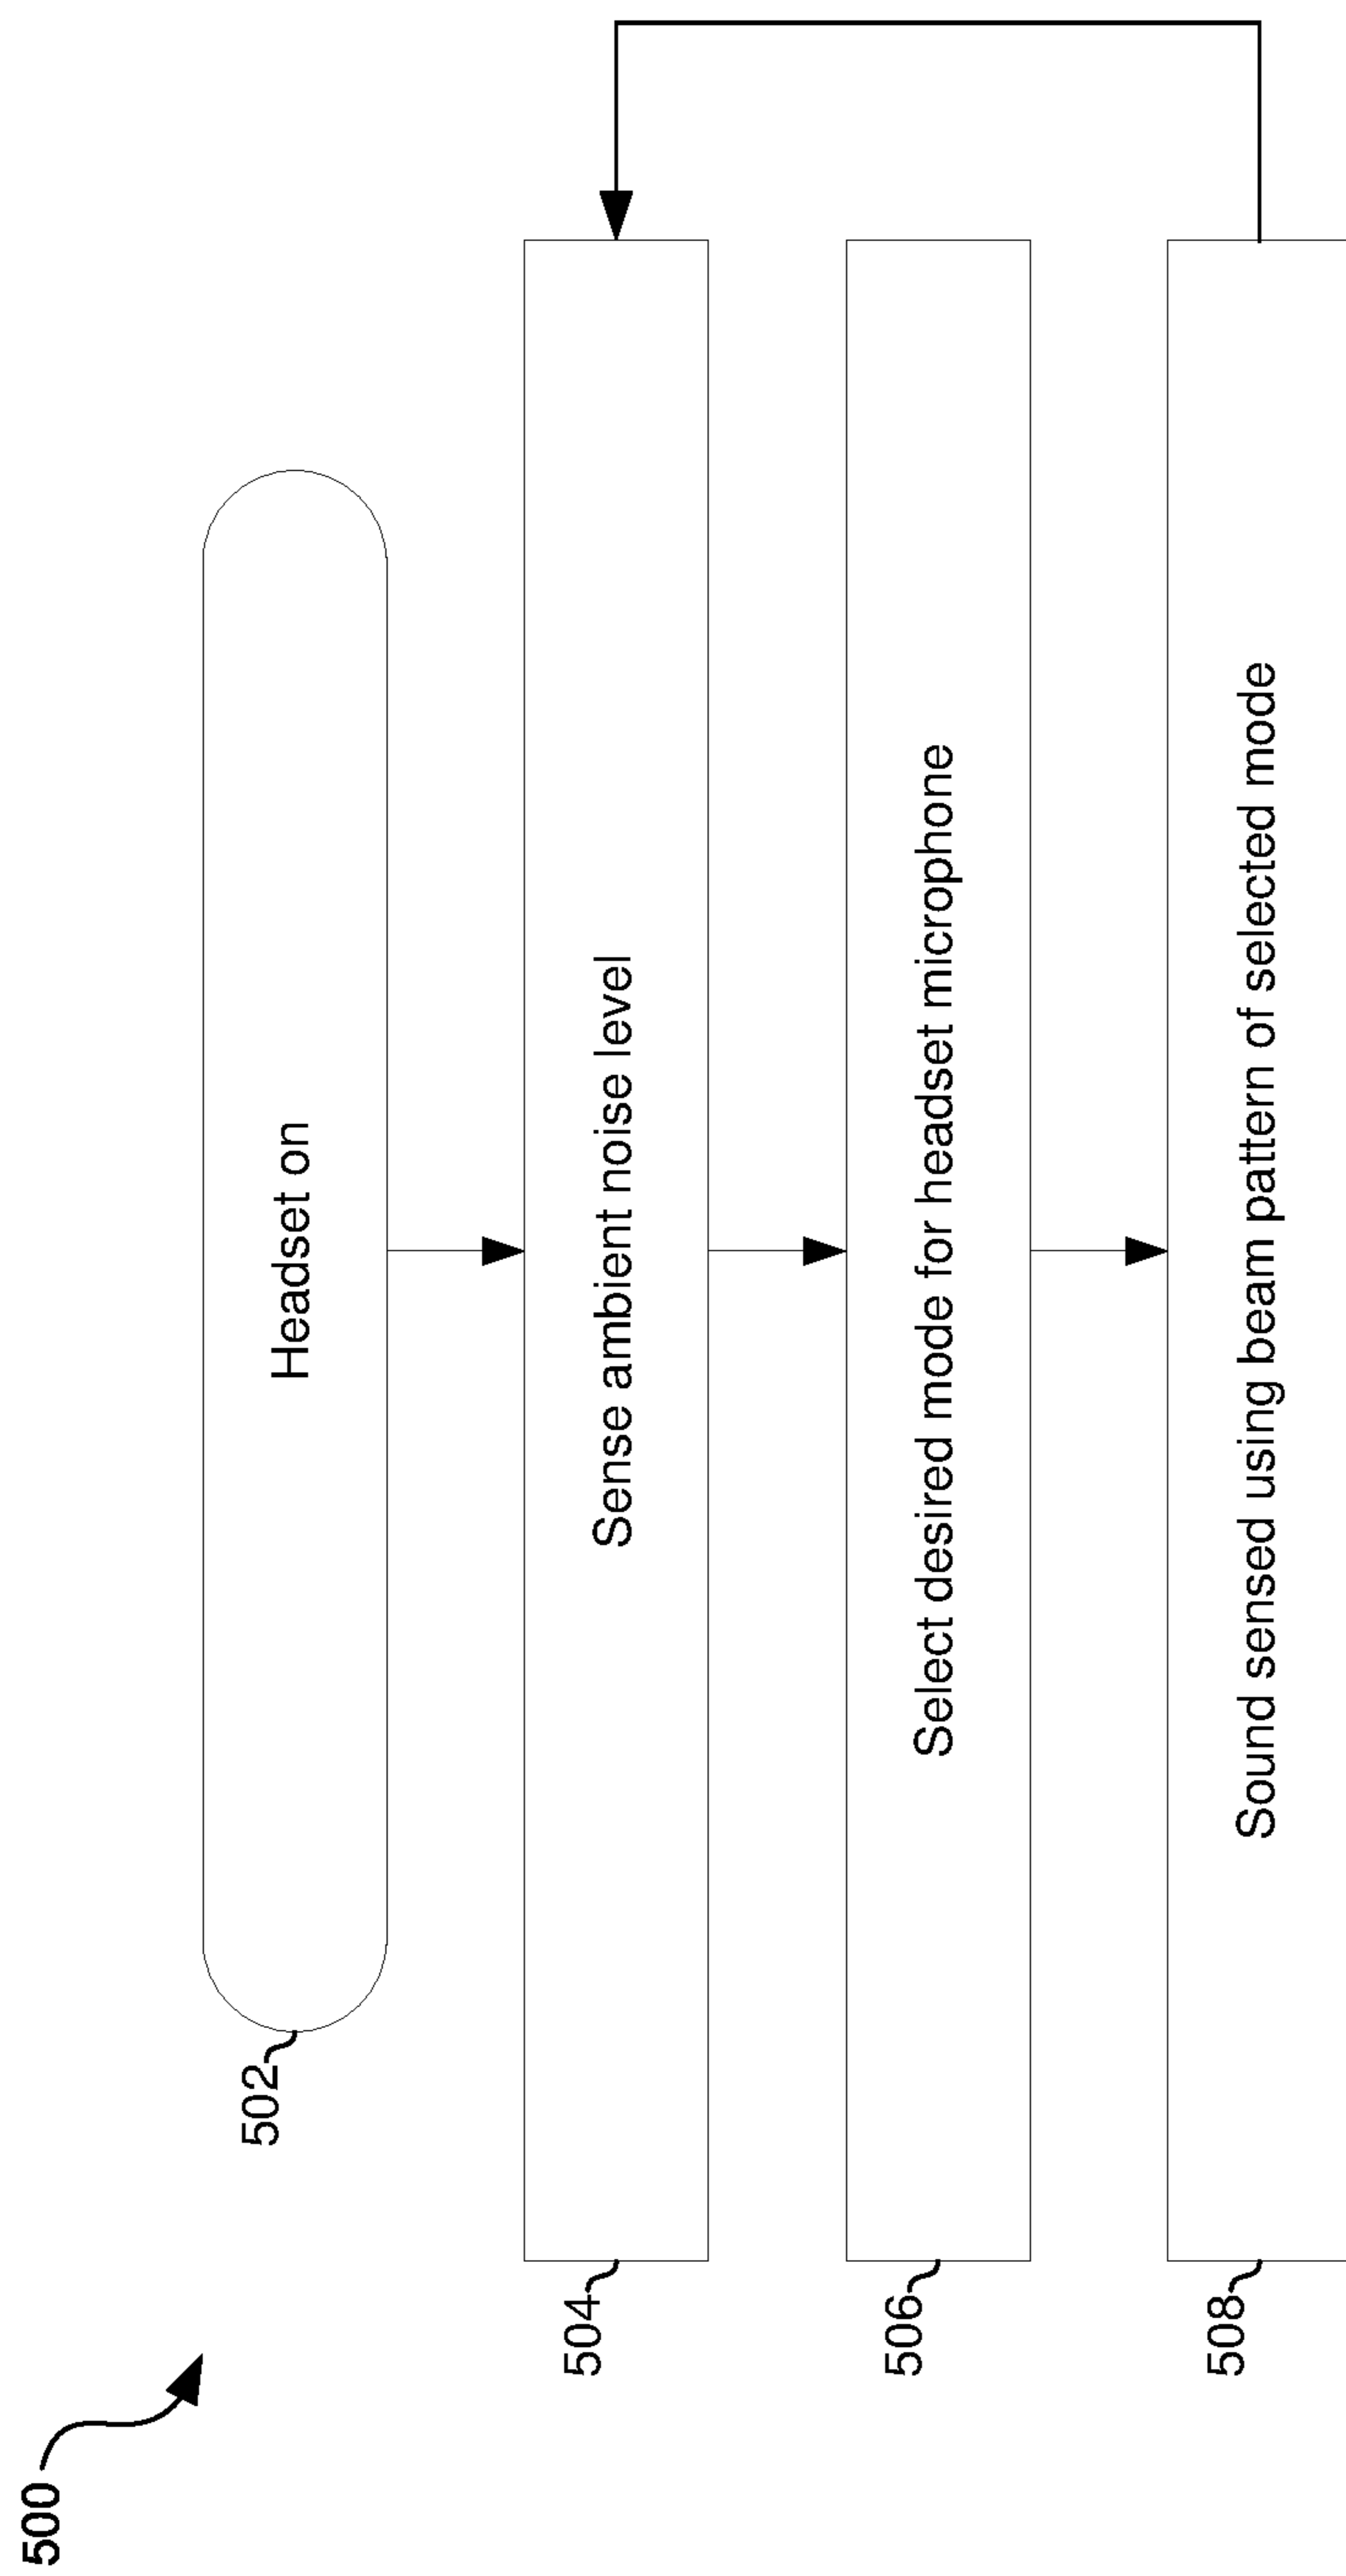 500
502
Headset on
504
Sense ambient noise level
506
Select desired mode for headset microphone
508
Sound sensed using beam pattern of selected mode